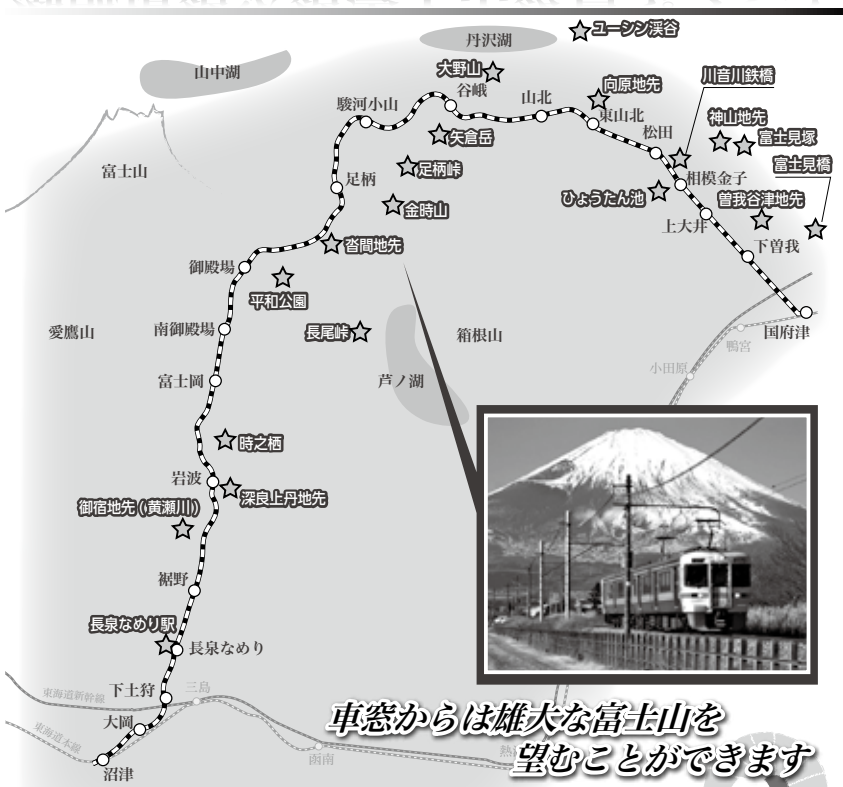 ユーシン渓谷
丹沢湖
山中湖
大野山
谷峨
山北
向原地先
川音川鉄橋
駿河小山
東山北
松田
神山地先
富士見塚
矢倉岳
富士見橋
富士山
足柄
足柄峠
相模金子
ひょうたん池
曽我谷津地先
金時山
上大井
沓間地先
下曽我
御殿場
平和公園
愛鷹山
南御殿場
長尾峠
箱根山
国府津
鴨宮
小田原
富士岡
芦ノ湖
時之栖
岩波
深良上丹地先
御宿地先(黄瀬川)
裾野
長泉なめり駅
長泉なめり
下土狩
三島
東海道新幹線
大岡
東海道本線
函南
熱
沼津
車窓からは雄大な富士山を
望むことができます